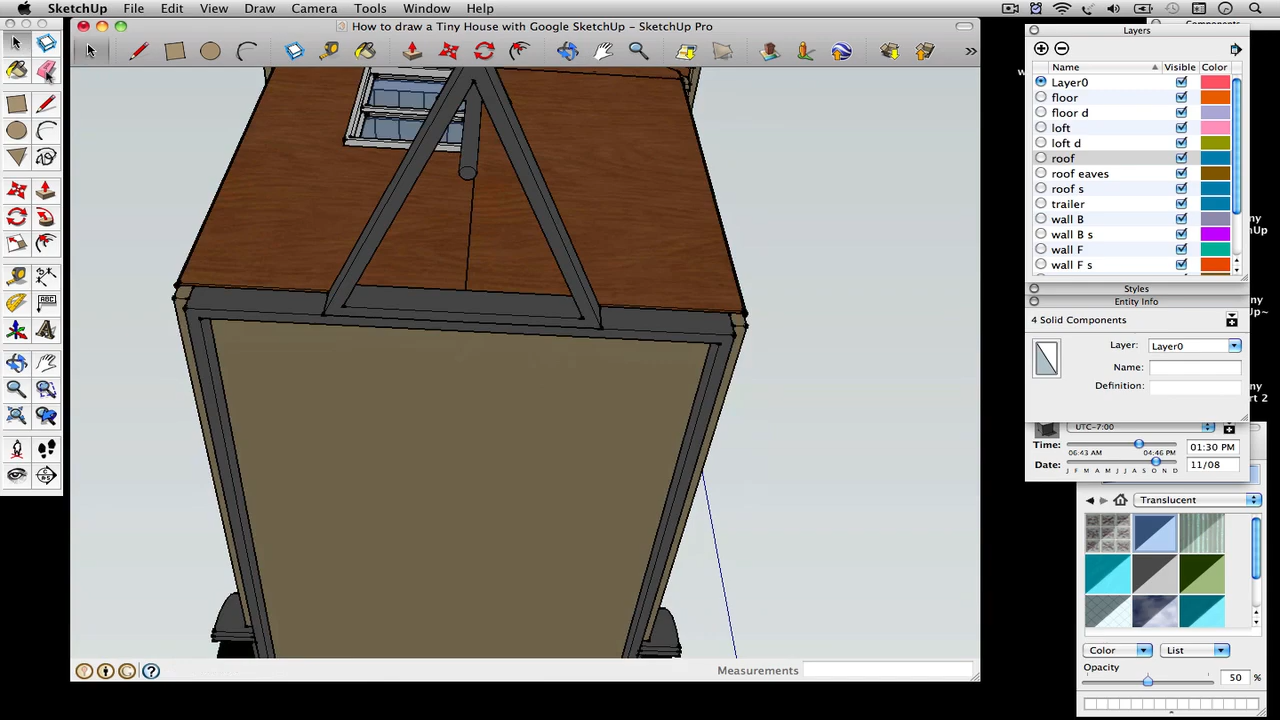 SketchUp File Edit View Draw Camera Tools Window Help
How to draw a Tiny House with Google SketchUp - SketchUp Pro
Layers
Name Visible Color
Layer0
floor
floor d
loft
loft d
roof
roof eaves
roof s
trailer
wall B
wall B s
wall F
wall F s
Styles
Entity Info
4 Solid Components
Layer: Layer0
Name:
Definition:
UTC-7:00
Time: 06:43 AM 04:46 PM 01:30 PM
Date: J F M A M J J A S O N D 11/08
Translucent
Color List
Opacity
50 %
Measurements
ABC